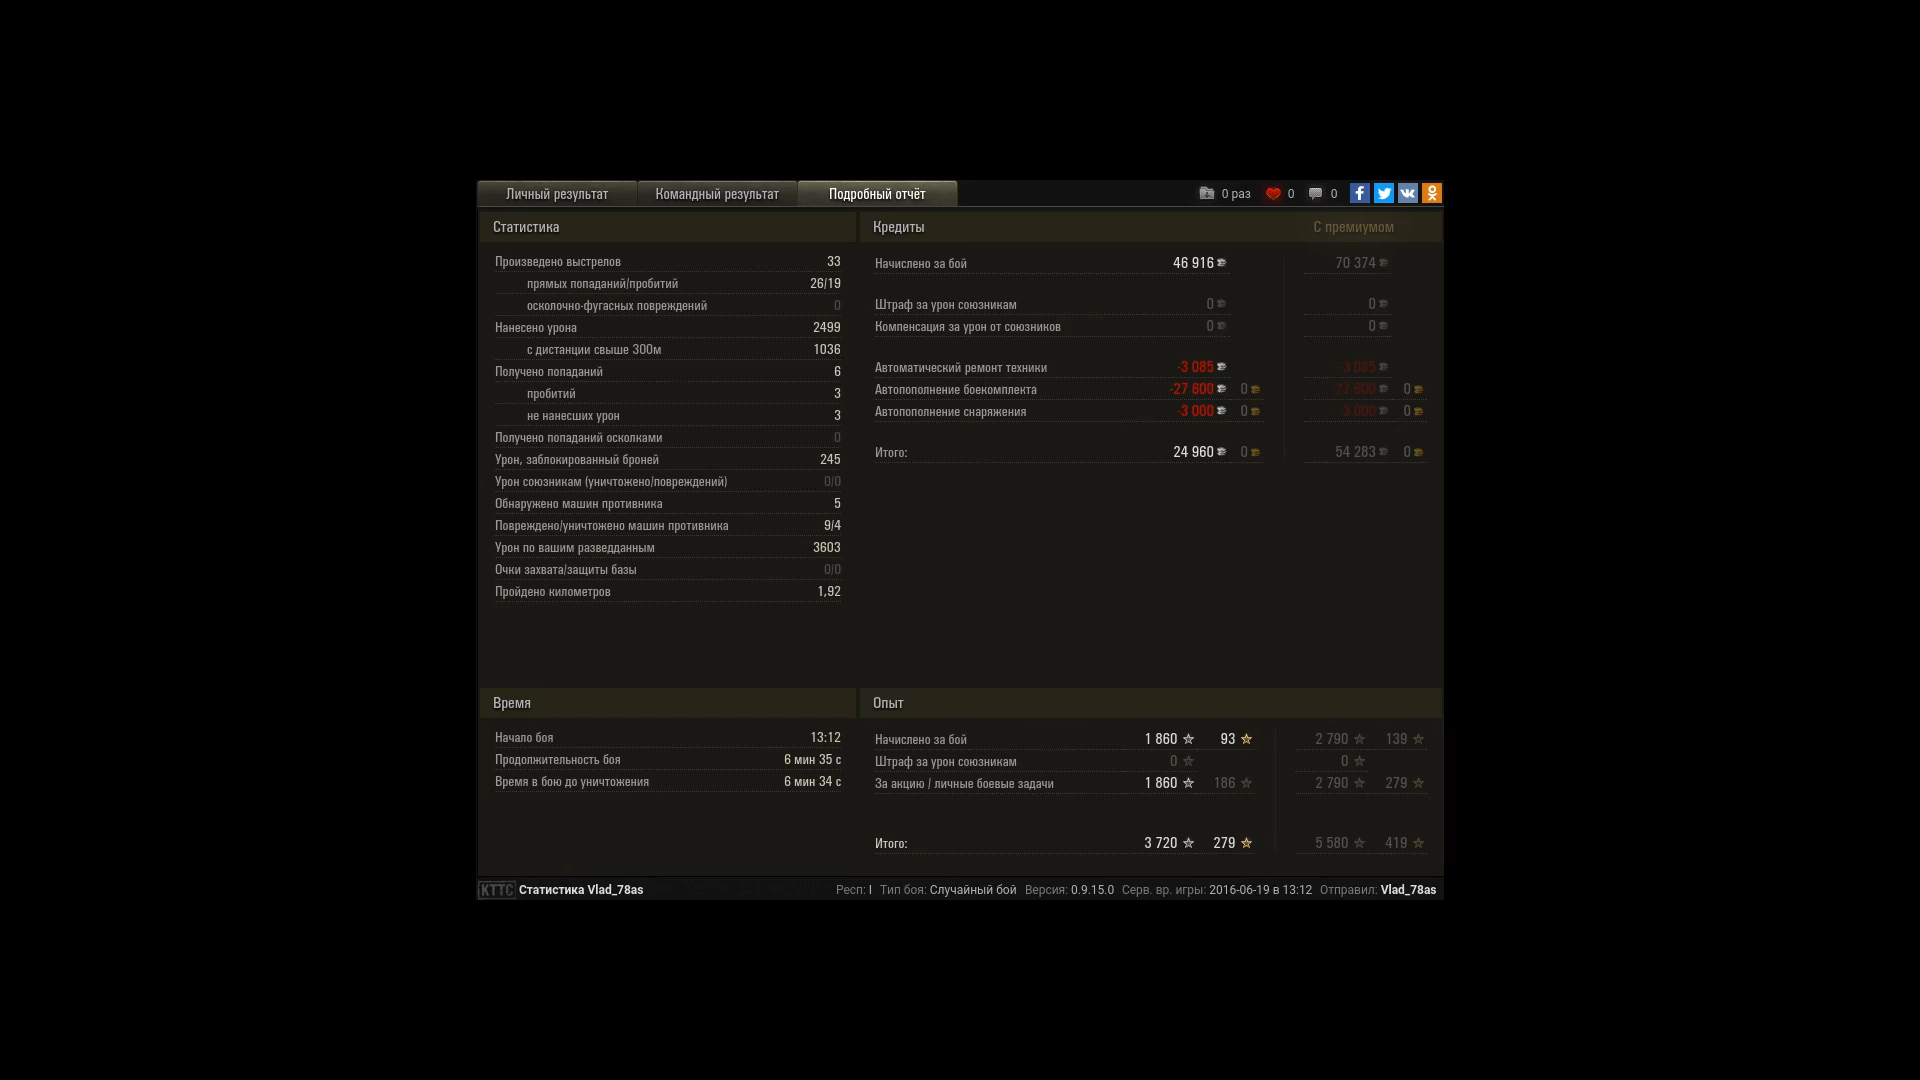 Личный результат Командный результат Подробный отчёт 0 раз 0 0
Статистика
Произведено выстрелов 33
прямых попаданий/пробитий 26/19
осколочно-фугасных повреждений 0
Нанесено урона 2499
с дистанции свыше 300м 1036
Получено попаданий 6
пробитий 3
не нанесших урон 3
Получено попаданий осколками 0
Урон, заблокированный броней 245
Урон союзникам (уничтожено/повреждений) 0/0
Обнаружено машин противника 5
Повреждено/уничтожено машин противника 9/4
Урон по вашим разведданным 3603
Очки захвата/защиты базы 0/0
Пройдено километров 1,92
Кредиты С премиумом
Начислено за бой 46 916 70 374
Штраф за урон союзникам 0 0
Компенсация за урон от союзников 0 0
Автоматический ремонт техники -3 085 -3 085
Автопополнение боекомплекта -27 600 0 -27 600 0
Автопополнение снаряжения -3 000 0 -3 000 0
Итого: 24 960 0 54 283 0
Время
Начало боя 13:12
Продолжительность боя 6 мин 35 с
Время в бою до уничтожения 6 мин 34 с
Опыт
Начислено за бой 1 860 93 2 790 139
Штраф за урон союзникам 0 0
За акцию / личные боевые задачи 1 860 186 2 790 279
Итого: 3 720 279 5 580 419
КТТС Статистика Vlad_78as Респ: I Тип боя: Случайный бой Версия: 0.9.15.0 Серв. вр. игры: 2016-06-19 в 13:12 Отправил: Vlad_78as